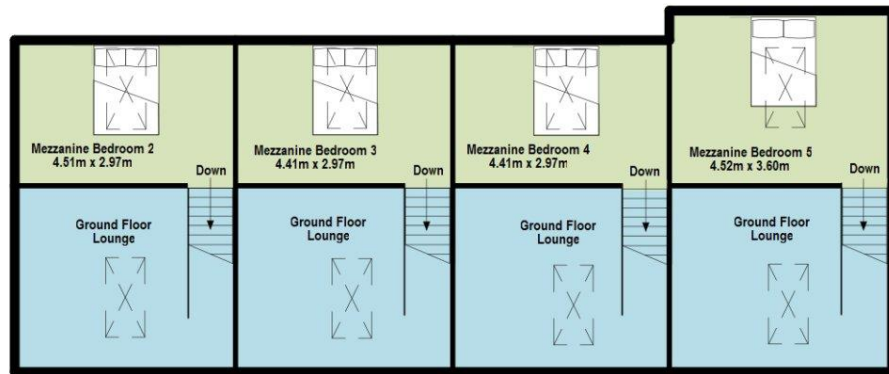 Mezzanine Bedroom 2
4.51m x 2.97m
Down
Mezzanine Bedroom 3
4.41m x 2.97m
Down
Mezzanine Bedroom 4
4.41m x 2.97m
Down
Mezzanine Bedroom 5
4.52m x 3.60m
Down
Ground Floor
Lounge
Ground Floor
Lounge
Ground Floor
Lounge
Ground Floor
Lounge